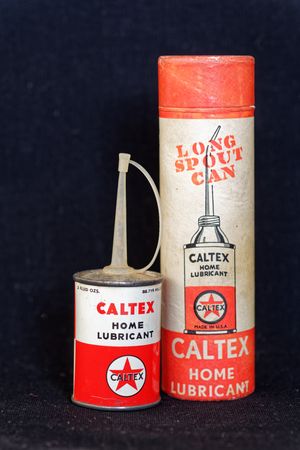 LONG
SPOUT
CAN
CALTEX
HOME
LUBRICANT
CALTEX
MADE IN U.S.A
CALTEX
HOME
LUBRICANT
CALTEX
HOME
LUBRICANT
CALTEX